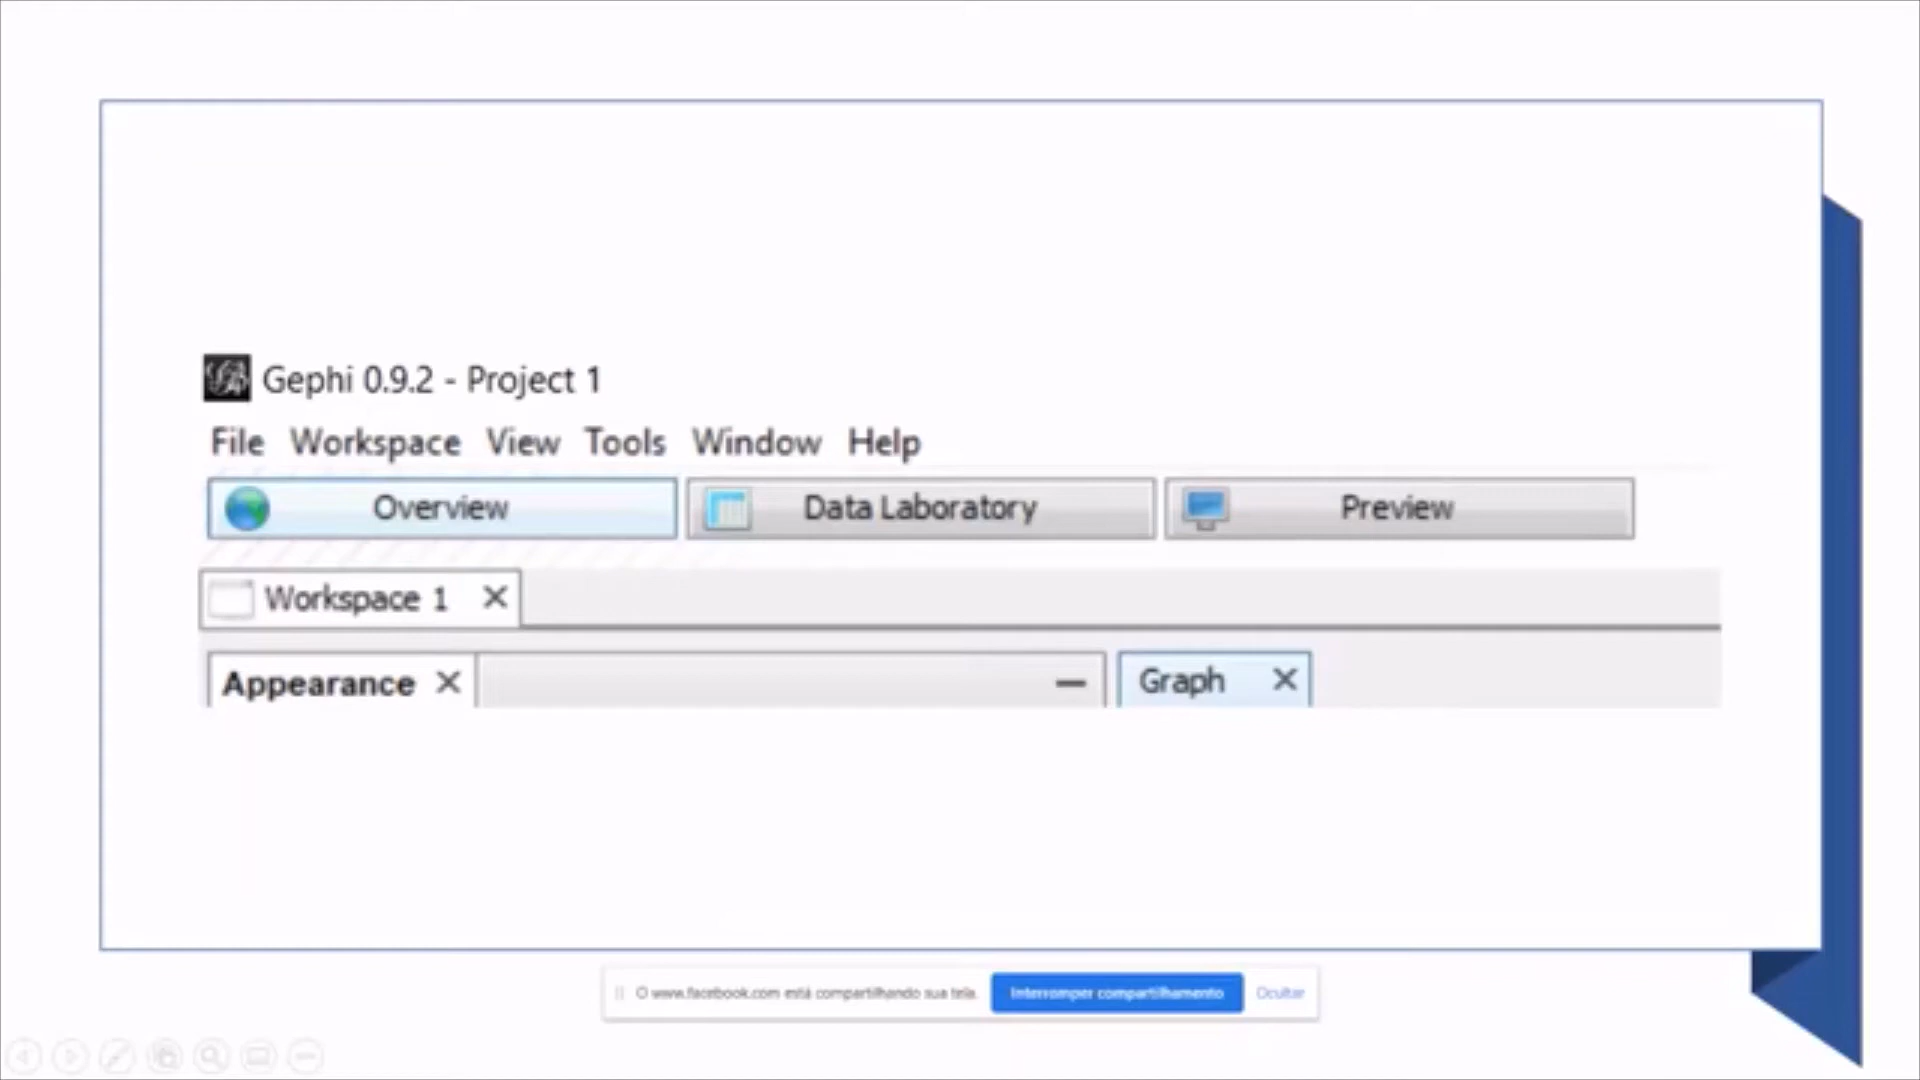 Gephi 0.9.2 - Project 1
File Workspace View Tools Window Help
Overview Data Laboratory Preview
Workspace 1
Appearance Graph
O www.facebook.com está compartilhando sua tela. Interromper compartilhamento Ocultar